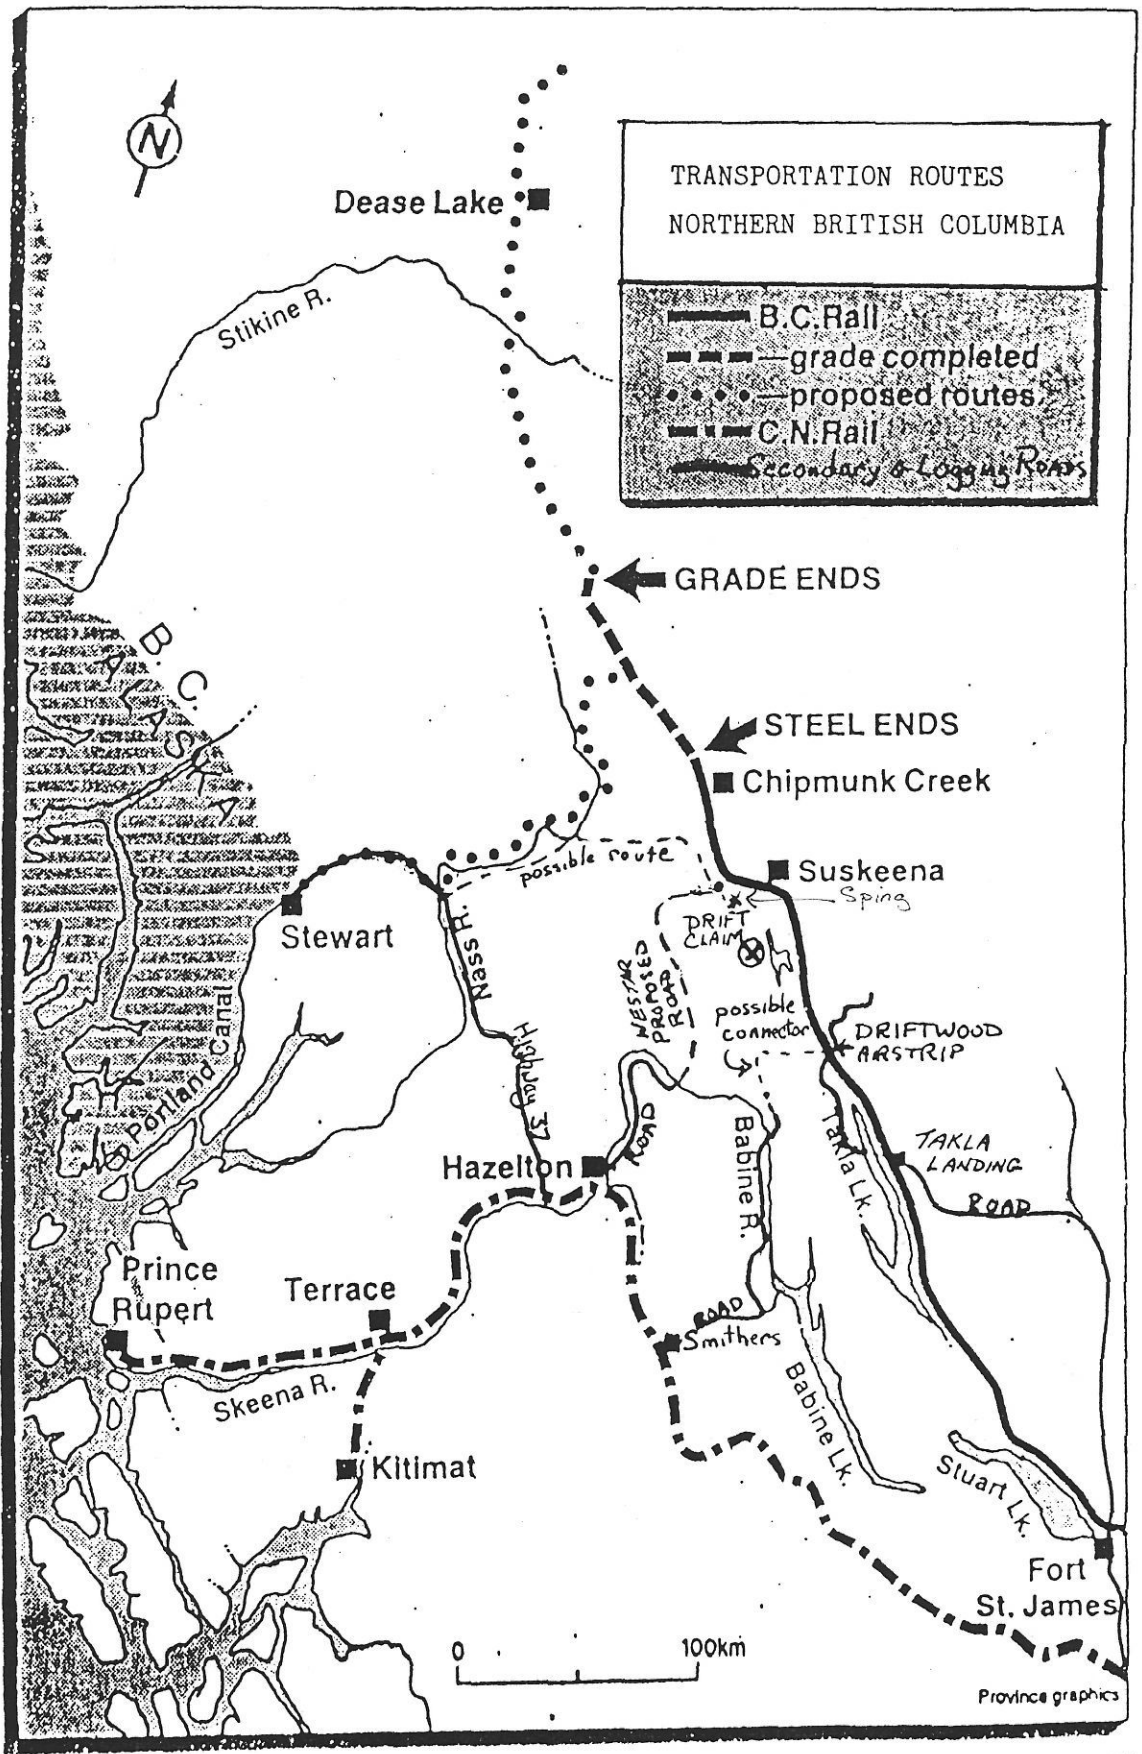 N
TRANSPORTATION ROUTES
NORTHERN BRITISH COLUMBIA
B.C.Rail
—grade completed
—proposed routes
C.N.Rail
Secondary & Logging ROADS
Dease Lake
Stikine R.
GRADE ENDS
B. C.
ALASKA
STEEL ENDS
Chipmunk Creek
possible route
Suskeena
Sping
Stewart
DRIFT
CLAIM
Nass R.
WESTAR
PROPOSED
ROAD
possible
connector
Portland Canal
Highway 37
DRIFTWOOD
AIRSTRIP
ROAD
Babine R.
Takla Lk.
TAKLA
LANDING
ROAD
Hazelton
Prince
Rupert
Terrace
ROAD
Smithers
Skeena R.
Babine Lk.
Kitimat
Stuart Lk.
Fort
St. James
0 100km
Province graphics